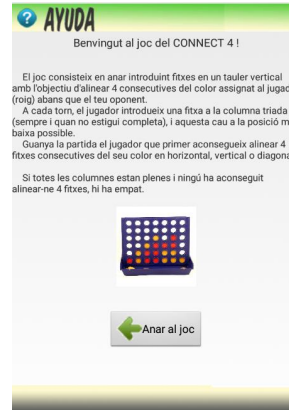 AYUDA
Benvingut al joc del CONNECT 4 !
El joc consisteix en anar introduint fitxes en un tauler vertical
amb l'objectiu d'alinear 4 consecutives del color assignat al jugad
(roig) abans que el teu oponent.
A cada torn, el jugador introdueix una fitxa a la columna triada
(sempre i quan no estigui completa), i aquesta cau a la posició m
baixa possible.
Guanya la partida el jugador que primer aconsegueix alinear 4
fitxes consecutives del seu color en horizontal, vertical o diagona
Si totes les columnes estan plenes i ningú ha aconseguit
alinear-ne 4 fitxes, hi ha empat.
Anar al joc